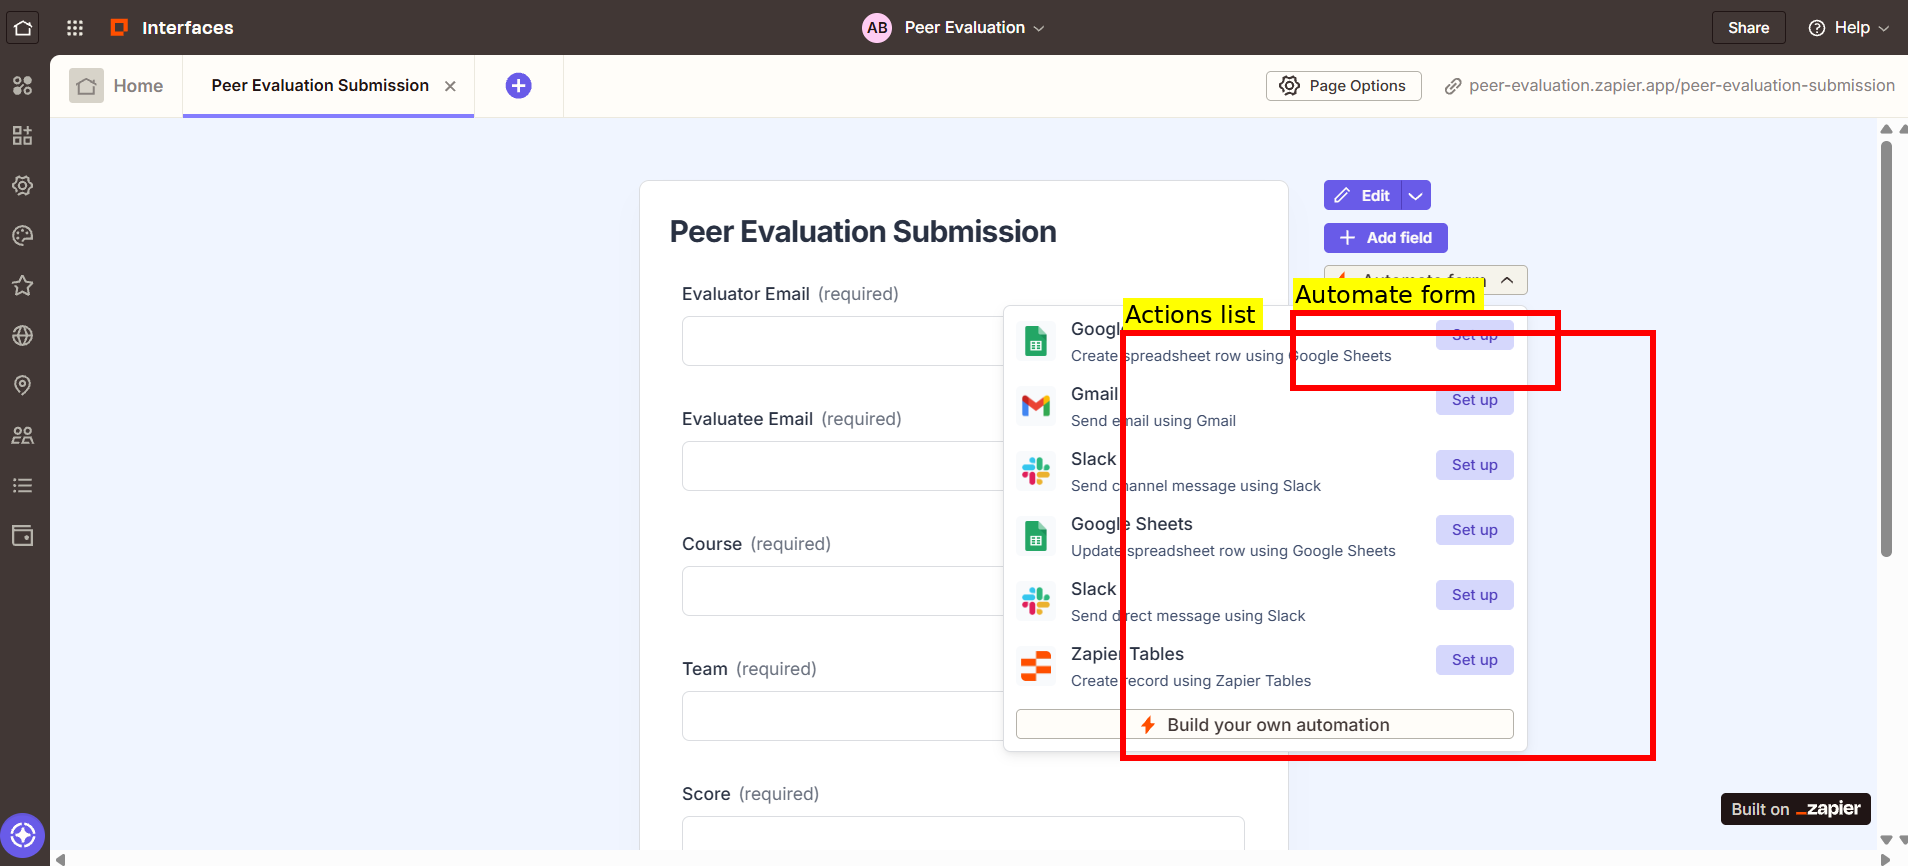 Interfaces
AB Peer Evaluation
Share
Help
Home
Peer Evaluation Submission
Page Options
peer-evaluation.zapier.app/peer-evaluation-submission
Peer Evaluation Submission
Edit
Add field
Automate form
Automate form
Actions list
Evaluator Email (required)
Evaluatee Email (required)
Course (required)
Team (required)
Score (required)
Set up
Create spreadsheet row using Google Sheets
Gmail
Send email using Gmail
Set up
Slack
Send channel message using Slack
Set up
Google Sheets
Update spreadsheet row using Google Sheets
Set up
Slack
Send direct message using Slack
Set up
Zapier Tables
Create record using Zapier Tables
Set up
Build your own automation
Built on zapier